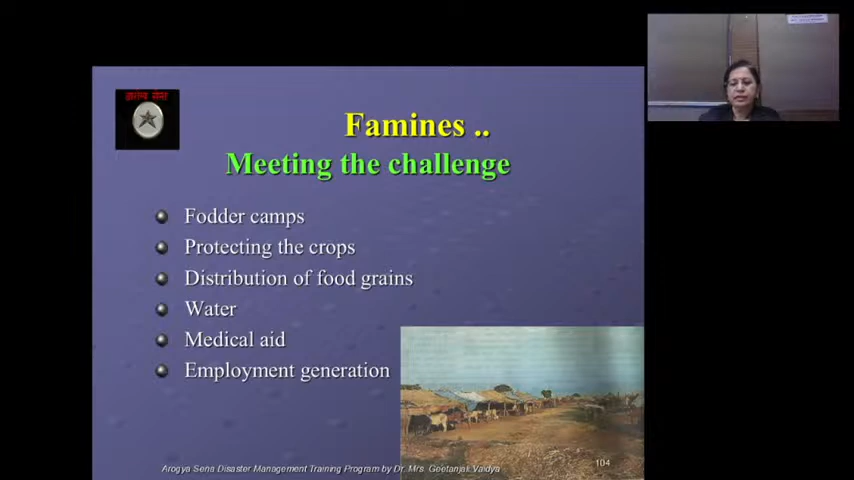 आरोग्य सेना
Famines ..
Meeting the challenge
Fodder camps
Protecting the crops
Distribution of food grains
Water
Medical aid
Employment generation
Arogya Sena Disaster Management Training Program by Dr. Mrs. Geetanjali Vaidya
104